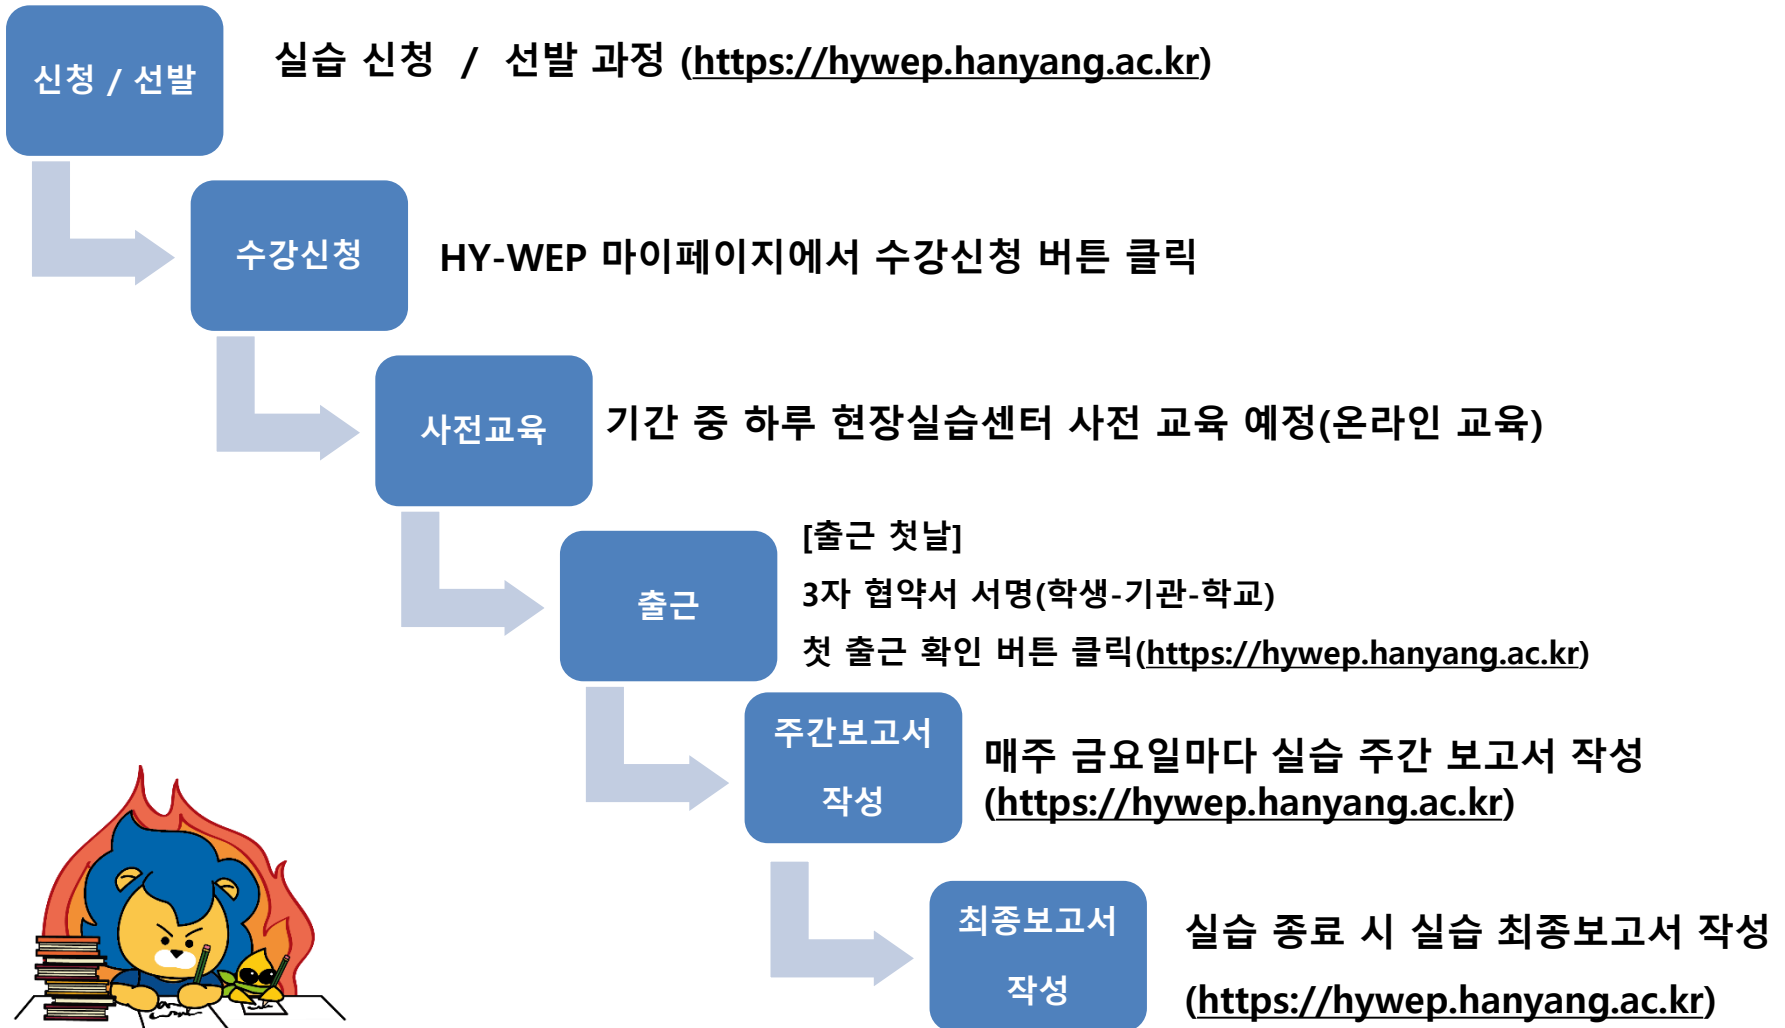 신청 / 선발
실습 신청 / 선발 과정 (https://hywep.hanyang.ac.kr)
수강신청
HY-WEP 마이페이지에서 수강신청 버튼 클릭
사전교육
기간 중 하루 현장실습센터 사전 교육 예정(온라인 교육)
출근
[출근 첫날]
3자 협약서 서명(학생-기관-학교)
첫 출근 확인 버튼 클릭(https://hywep.hanyang.ac.kr)
주간보고서
작성
매주 금요일마다 실습 주간 보고서 작성
(https://hywep.hanyang.ac.kr)
최종보고서
작성
실습 종료 시 실습 최종보고서 작성
(https://hywep.hanyang.ac.kr)